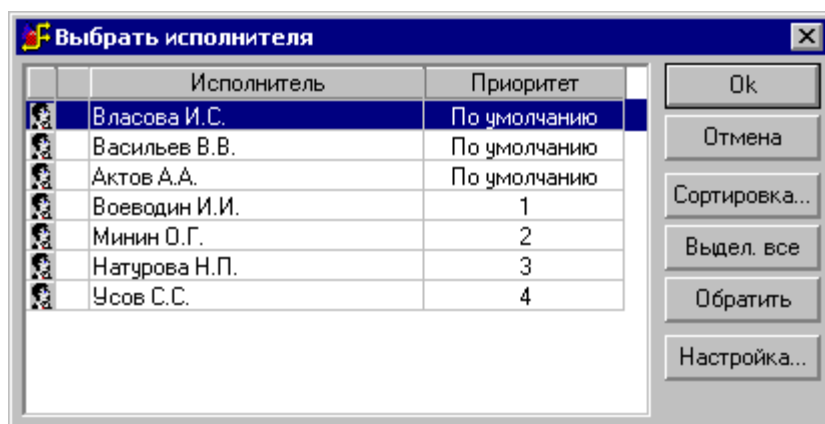 Выбрать исполнителя
Исполнитель Приоритет
Власова И.С. По умолчанию
Васильев В.В. По умолчанию
Актов А.А. По умолчанию
Воеводин И.И. 1
Минин О.Г. 2
Натурова Н.П. 3
Усов С.С. 4
Ok
Отмена
Сортировка...
Выдел. все
Обратить
Настройка...